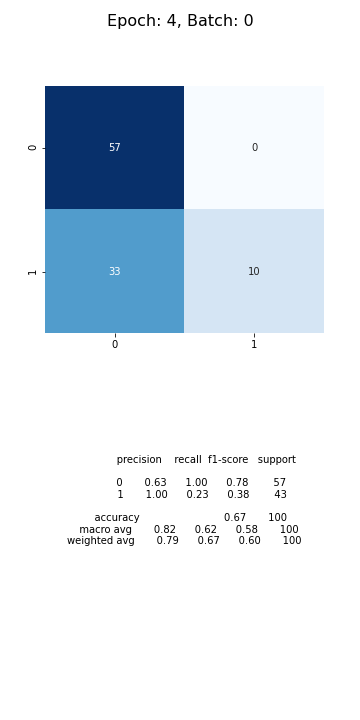 Epoch: 4, Batch: 0
0 57 0
1 33 10
0 1
precision recall f1-score support
0 0.63 1.00 0.78 57
1 1.00 0.23 0.38 43
accuracy 0.67 100
macro avg 0.82 0.62 0.58 100
weighted avg 0.79 0.67 0.60 100